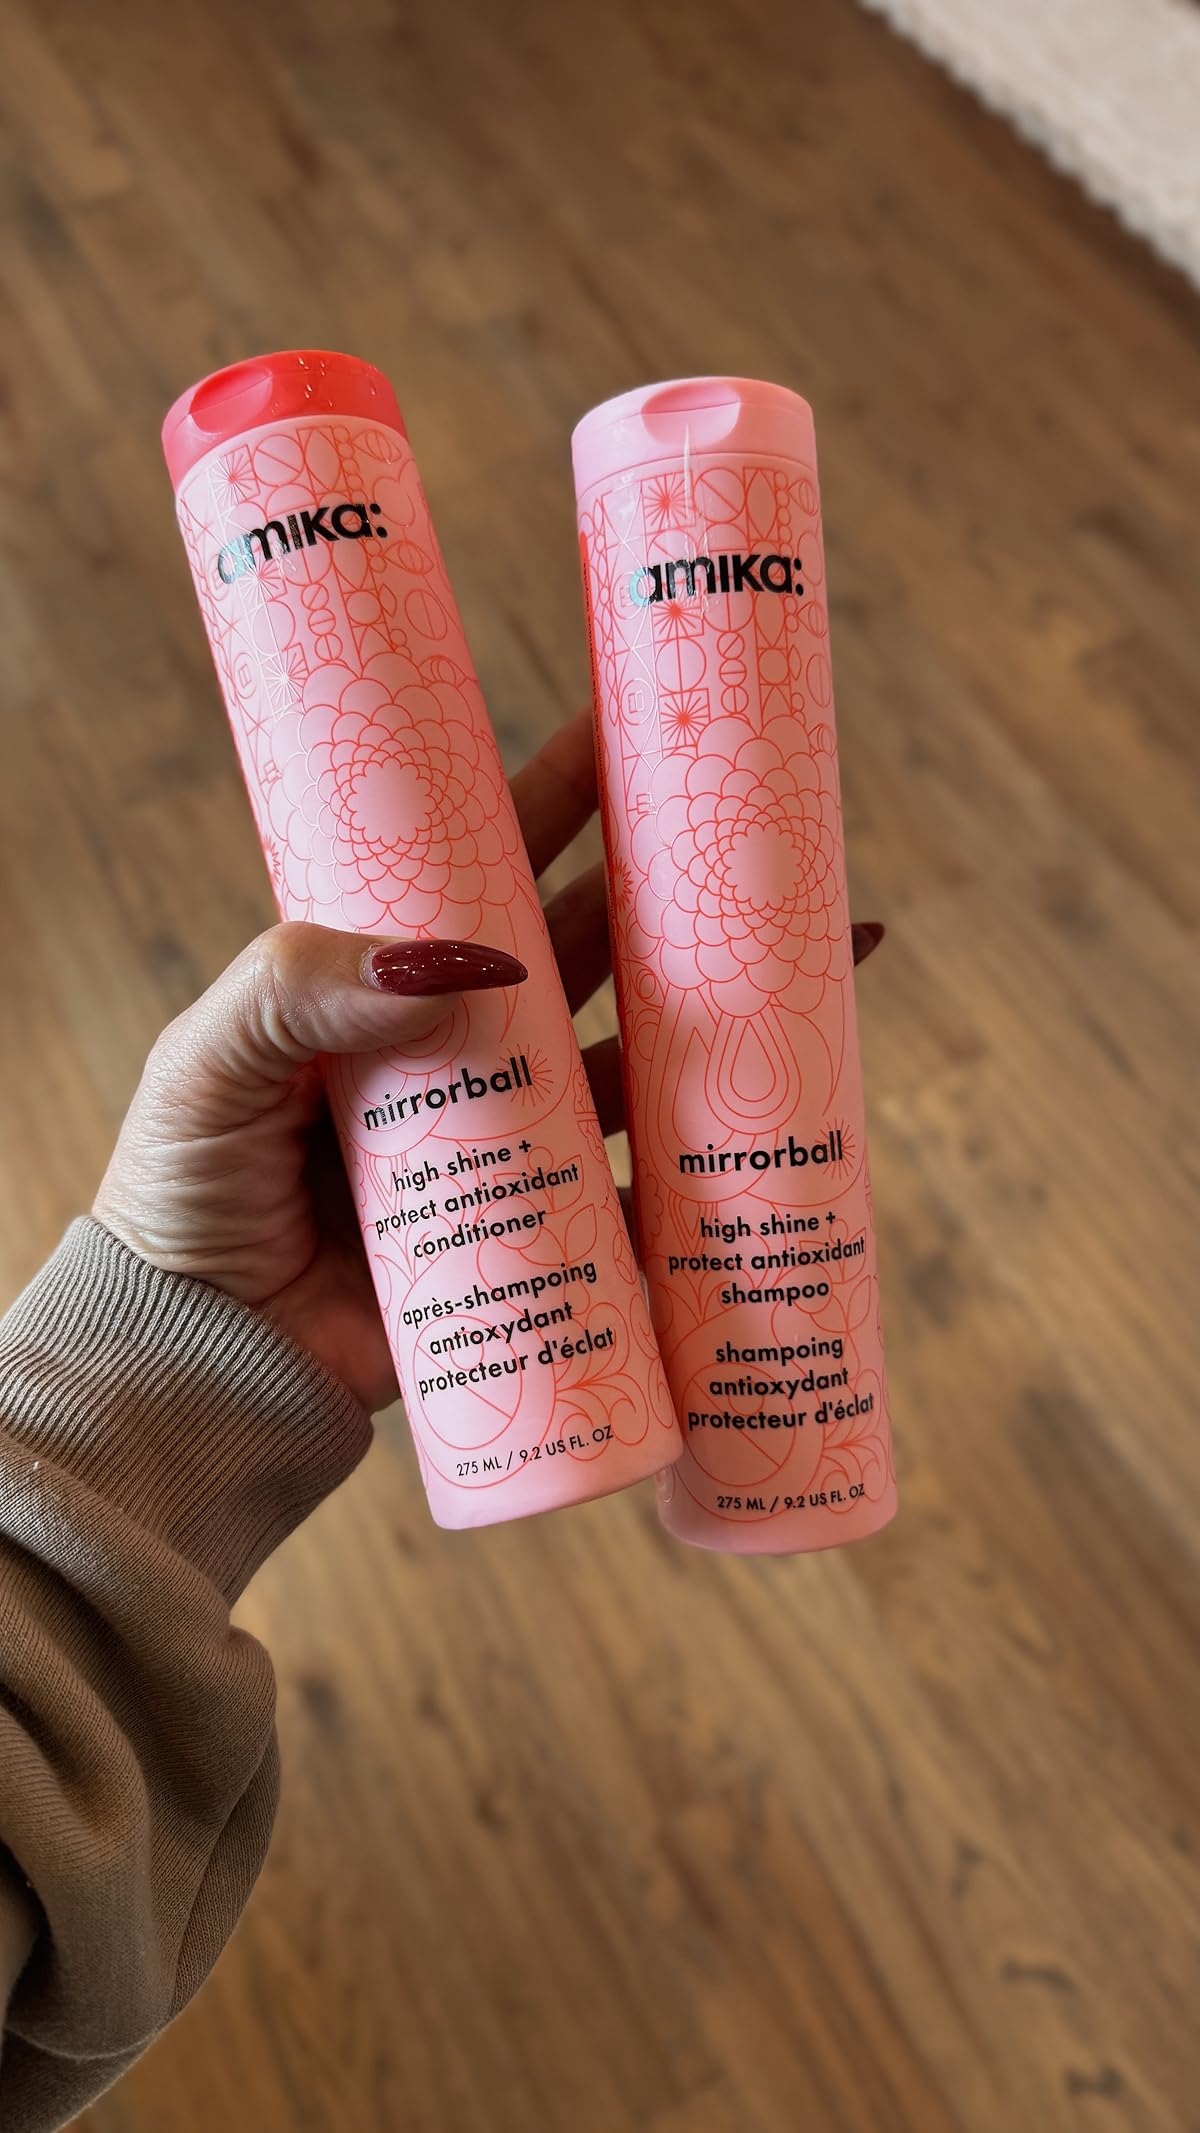 amika:
mirrorball
high shine +
protect antioxidant
conditioner
après-shampoing
antioxydant
protecteur d'éclat
275 ML / 9.2 US FL. OZ
amika:
mirrorball
high shine +
protect antioxidant
shampoo
shampoing
antioxydant
protecteur d'éclat
275 ML / 9.2 US FL. OZ